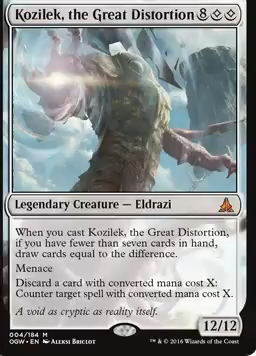 Kozilek, the Great Distortion 8
Legendary Creature — Eldrazi
When you cast Kozilek, the Great Distortion,
if you have fewer than seven cards in hand,
draw cards equal to the difference.
Menace
Discard a card with converted mana cost X:
Counter target spell with converted mana cost X.
A void as cryptic as reality itself.
12/12
004/184 M
OGW • EN ALEKSI BRICLOT
™ & © 2016 Wizards of the Coast